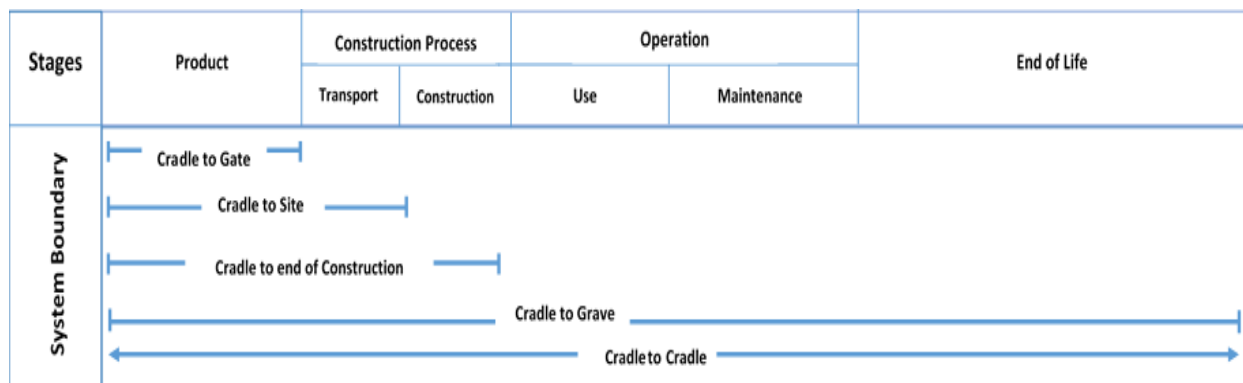 Stages
Product
Construction Process
Operation
End of Life
Transport
Construction
Use
Maintenance
System Boundary
Cradle to Gate
Cradle to Site
Cradle to end of Construction
Cradle to Grave
Cradle to Cradle